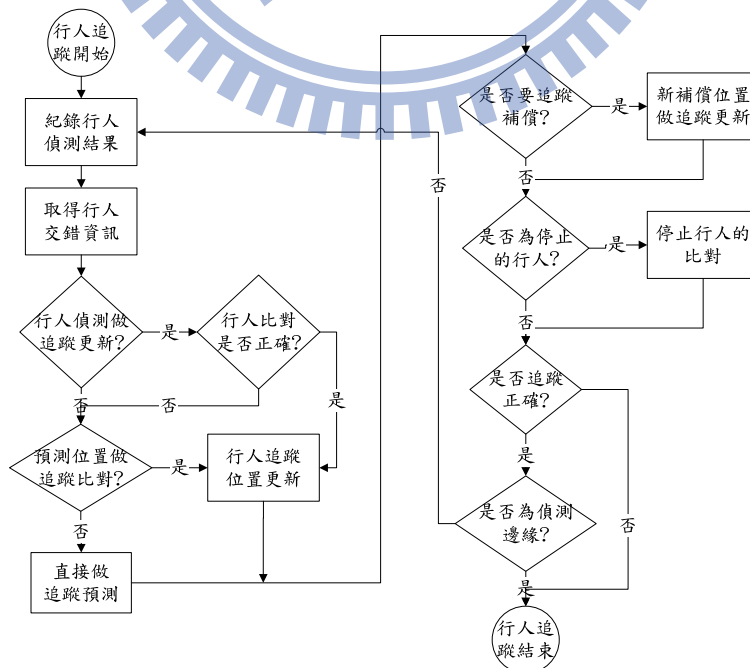 行人追
蹤開始
紀錄行人
偵測結果
取得行人
交錯資訊
行人偵測做
追蹤更新?
是
行人比對
是否正確?
否
否
是
預測位置做
追蹤比對?
是
行人追蹤
位置更新
否
直接做
追蹤預測
是否要追蹤
補償?
是
新補償位置
做追蹤更新
否
否
是否為停止
的行人?
是
停止行人的
比對
否
是否追蹤
正確?
是
是否為偵測
邊緣?
否
是
行人追
蹤結束